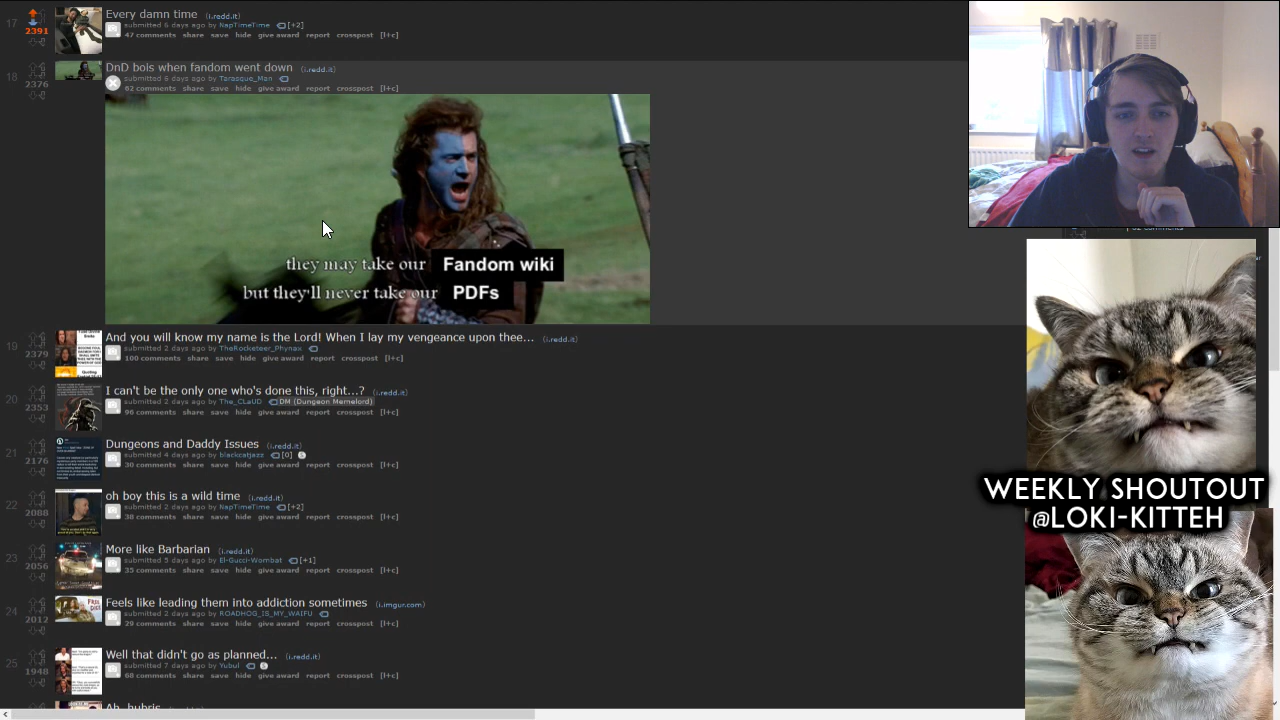 17
Every damn time (i.redd.it)
submitted 6 days ago by NapTimeTime [+2]
2391
47 comments share save hide give award report crosspost [l+c]
DnD bois when fandom went down (i.redd.it)
18
submitted 6 days ago by Tarasque_Man
2376
62 comments share save hide give award report crosspost [l+c]
they may take our Fandom wiki
but they'll never take our PDFs
19
And you will know my name is the Lord! When I lay my vengeance upon thee... (i.redd.it)
submitted 2 days ago by TheRocketeer_Phynax
2379
100 comments share save hide give award report crosspost [l+c]
20
I can't be the only one who's done this, right...? (i.redd.it)
submitted 2 days ago by The_CLaUD DM (Dungeon Memelord)
2353
96 comments share save hide give award report crosspost [l+c]
21
Dungeons and Daddy Issues (i.redd.it)
submitted 4 days ago by blackcatjazz [0]
2176
30 comments share save hide give award report crosspost [l+c]
22
oh boy this is a wild time (i.redd.it)
submitted 2 days ago by NapTimeTime [+2]
2088
38 comments share save hide give award report crosspost [l+c]
23
More like Barbarian (i.redd.it)
submitted 5 days ago by El-Gucci-Wombat [+1]
2056
35 comments share save hide give award report crosspost [l+c]
24
Feels like leading them into addiction sometimes (i.imgur.com)
submitted 2 days ago by ROADHOG_IS_MY_WAIFU
2012
29 comments share save hide give award report crosspost [l+c]
25
Well that didn't go as planned... (i.redd.it)
submitted 7 days ago by Yubul
1948
68 comments share save hide give award report crosspost [l+c]
Ah, hubris
WEEKLY SHOUTOUT
@LOKI-KITTEH